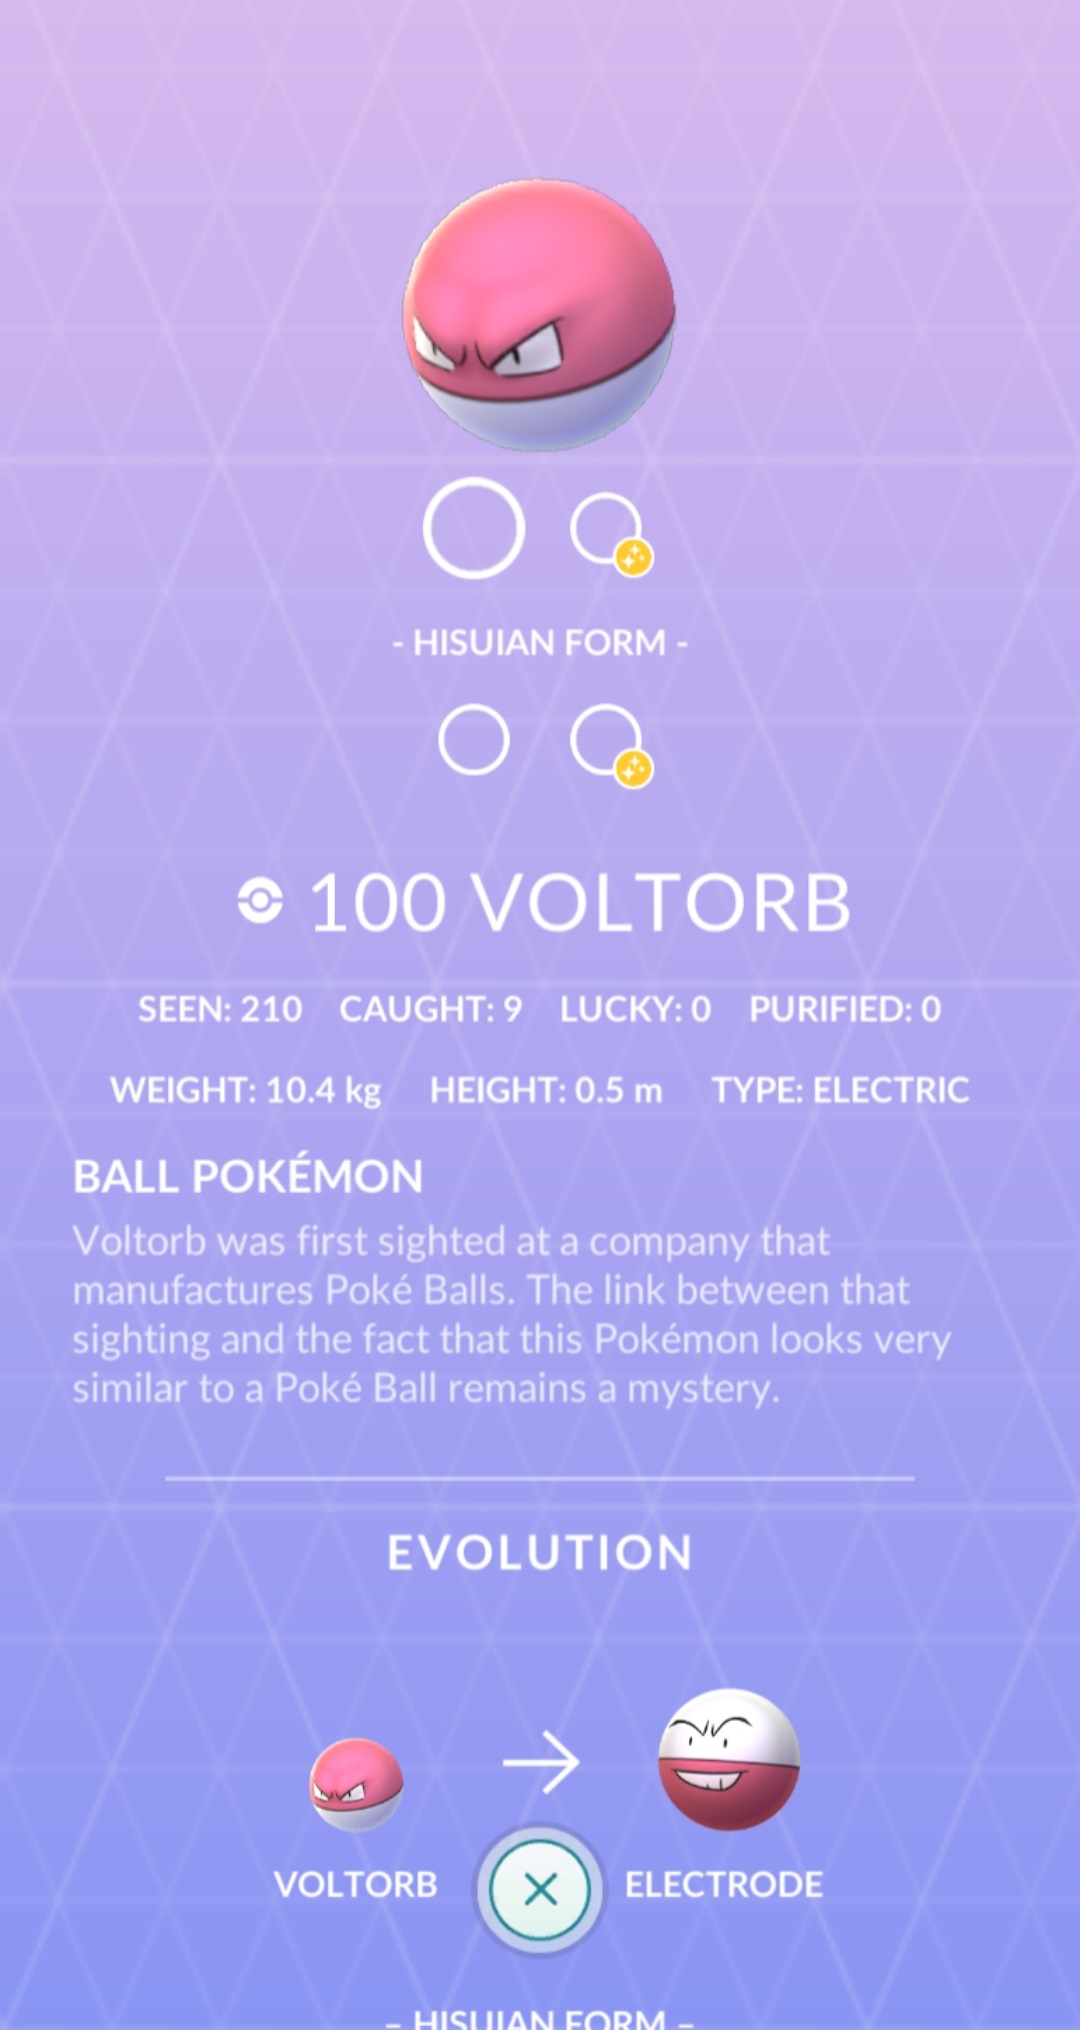 - HISUIAN FORM -
100 VOLTORB
SEEN: 210 CAUGHT: 9 LUCKY: 0 PURIFIED: 0
WEIGHT: 10.4 kg HEIGHT: 0.5 m TYPE: ELECTRIC
BALL POKÉMON
Voltorb was first sighted at a company that
manufactures Poké Balls. The link between that
sighting and the fact that this Pokémon looks very
similar to a Poké Ball remains a mystery.
EVOLUTION
VOLTORB ELECTRODE
- HISUIAN FORM -